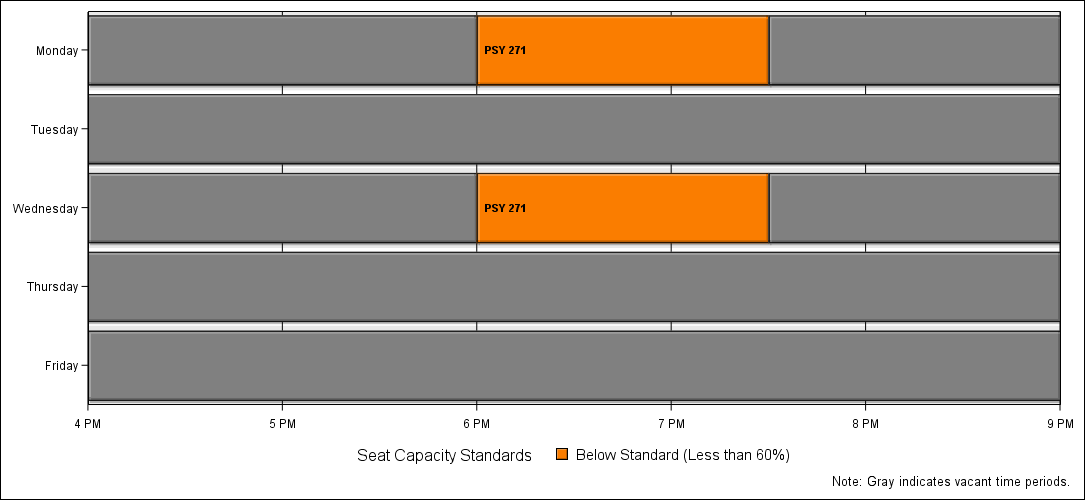 Monday
PSY 271
Tuesday
Wednesday
PSY 271
Thursday
Friday
4 PM 5 PM 6 PM 7 PM 8 PM 9 PM
Seat Capacity Standards Below Standard (Less than 60%)
Note: Gray indicates vacant time periods.